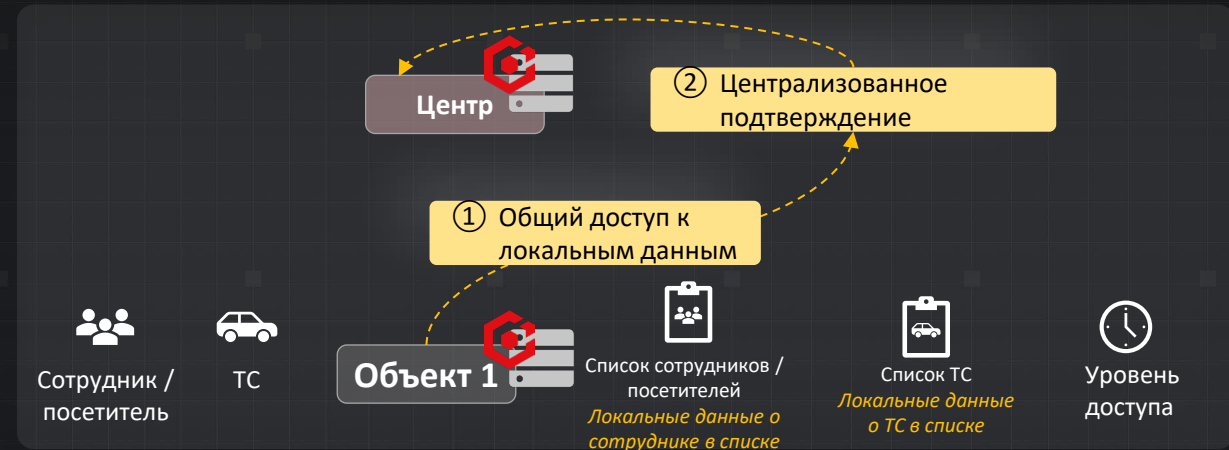 Центр
② Централизованное
подтверждение
① Общий доступ к
локальным данным
Сотрудник /
посетитель
ТС
Объект 1
Список сотрудников /
посетителей
Локальные данные о
сотруднике в списке
Список ТС
Локальные данные
о ТС в списке
Уровень
доступа